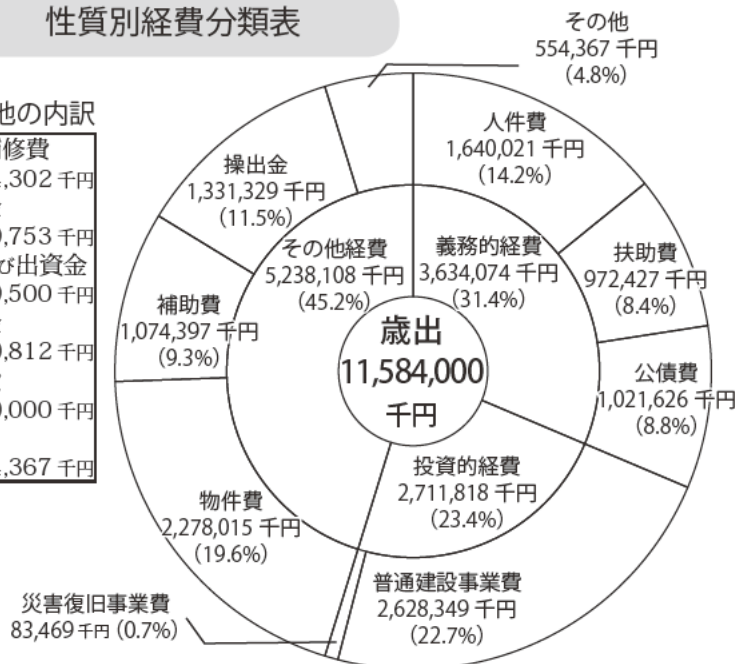 性質別経費分類表
他の内訳
修費
,302 千円
,753 千円
び出資金
,500 千円
,812 千円
,000 千円
,367 千円
その他
554,367 千円
(4.8%)
人件費
1,640,021 千円
(14.2%)
扶助費
972,427 千円
(8.4%)
公債費
1,021,626 千円
(8.8%)
普通建設事業費
2,628,349 千円
(22.7%)
災害復旧事業費
83,469 千円 (0.7%)
物件費
2,278,015 千円
(19.6%)
補助費
1,074,397 千円
(9.3%)
操出金
1,331,329 千円
(11.5%)
その他経費
5,238,108 千円
(45.2%)
義務的経費
3,634,074 千円
(31.4%)
投資的経費
2,711,818 千円
(23.4%)
歳出
11,584,000
千円